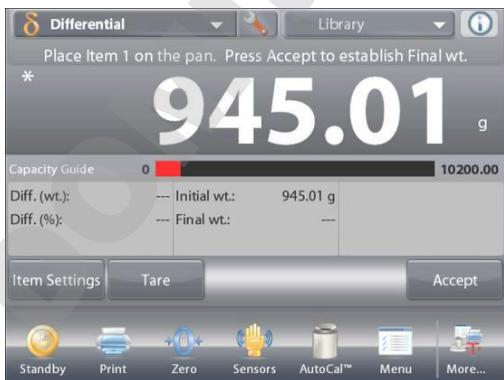 δ Differential Library i
Place Item 1 on the pan. Press Accept to establish Final wt.
*
945.01 g
Capacity Guide 0 10200.00
Diff. (wt.): --- Initial wt.: 945.01 g
Diff. (%): --- Final wt.: ---
Item Settings Tare Accept
→0←
Standby Print Zero Sensors AutoCal™ Menu More...